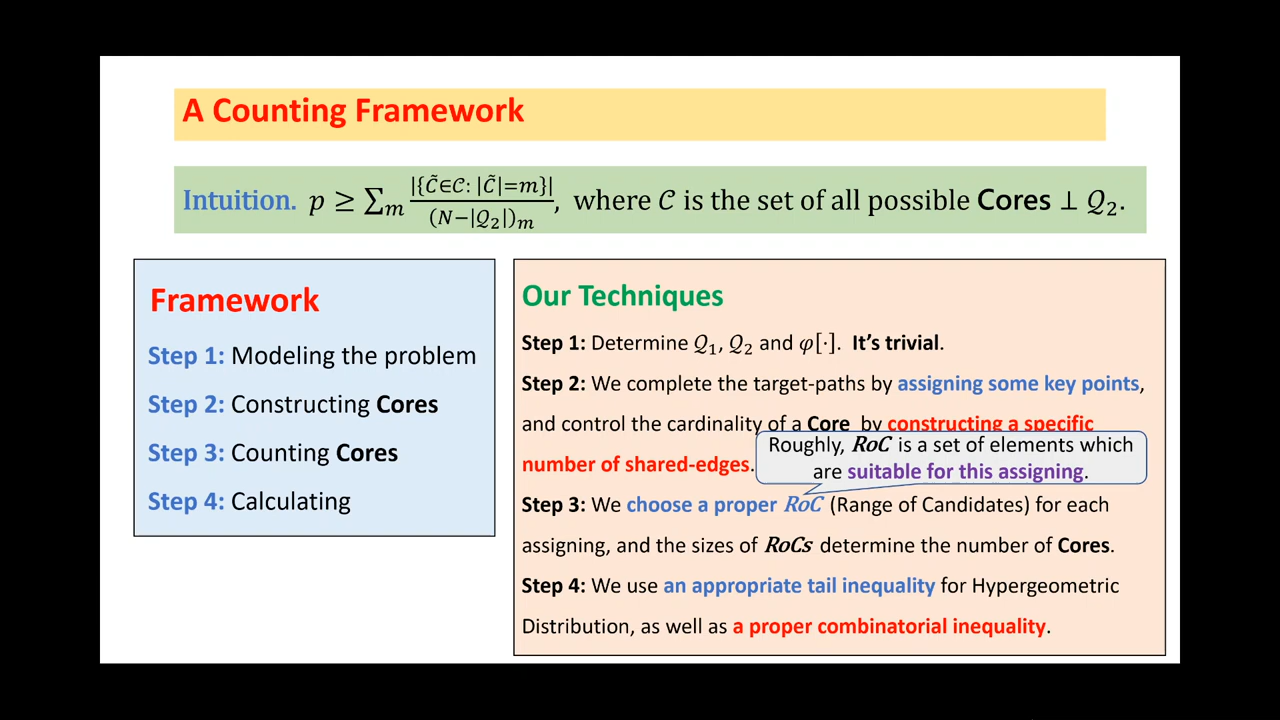 A Counting Framework
Intuition. p ≥ ∑ₘ |{C̃∈𝒞: |C̃|=m}| / (N−|𝒬₂|)ₘ, where 𝒞 is the set of all possible Cores ⊥ 𝒬₂.
Framework
Step 1: Modeling the problem
Step 2: Constructing Cores
Step 3: Counting Cores
Step 4: Calculating
Our Techniques
Step 1: Determine 𝒬₁, 𝒬₂ and φ[·]. It's trivial.
Step 2: We complete the target-paths by assigning some key points,
and control the cardinality of a Core by constructing a specific
number of shared-edges.
Roughly, RoC is a set of elements which
are suitable for this assigning.
Step 3: We choose a proper RoC (Range of Candidates) for each
assigning, and the sizes of RoCs determine the number of Cores.
Step 4: We use an appropriate tail inequality for Hypergeometric
Distribution, as well as a proper combinatorial inequality.